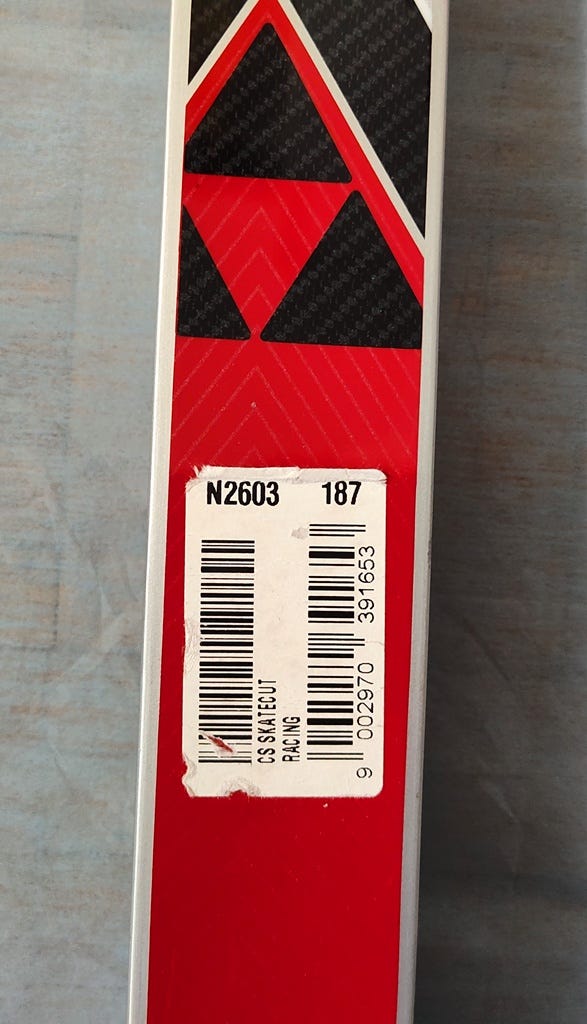 N2603 187
CS SKATECUT
RACING
9 002970 391653